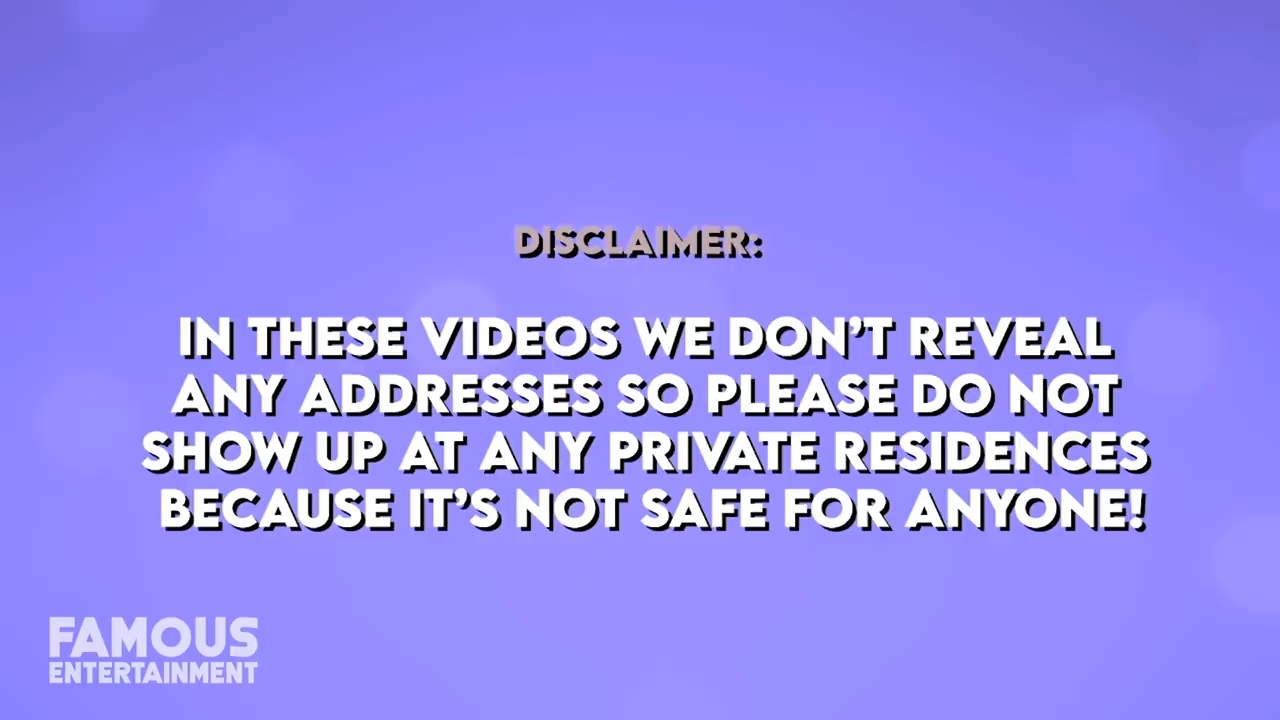 DISCLAIMER:
IN THESE VIDEOS WE DON'T REVEAL
ANY ADDRESSES SO PLEASE DO NOT
SHOW UP AT ANY PRIVATE RESIDENCES
BECAUSE IT'S NOT SAFE FOR ANYONE!
FAMOUS
ENTERTAINMENT